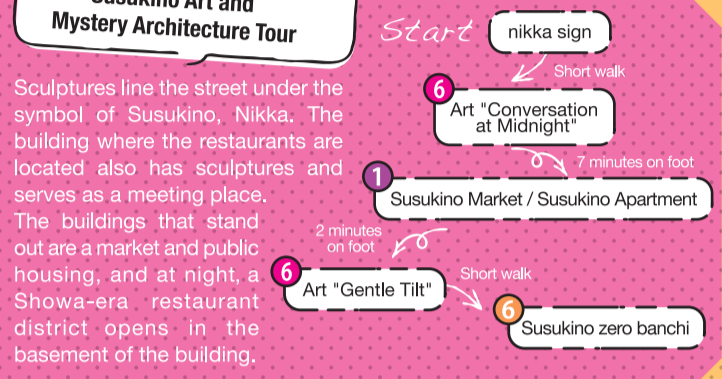 Susukino Art and
Mystery Architecture Tour
Sculptures line the street under the
symbol of Susukino, Nikka. The
building where the restaurants are
located also has sculptures and
serves as a meeting place.
The buildings that stand
out are a market and public
housing, and at night, a
Showa-era restaurant
district opens in the
basement of the building.
Start
nikka sign
Short walk
6
Art "Conversation
at Midnight"
7 minutes on foot
1
Susukino Market / Susukino Apartment
2 minutes
on foot
6
Art "Gentle Tilt"
Short walk
6
Susukino zero banchi